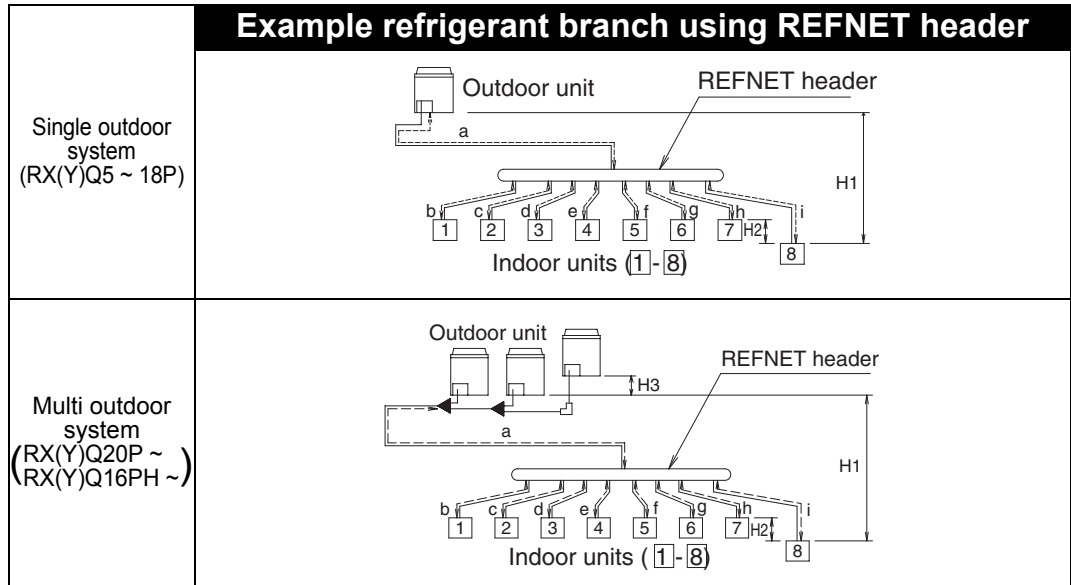 Example refrigerant branch using REFNET header
Single outdoor
system
(RX(Y)Q5 ~ 18P)
Outdoor unit
REFNET header
a
H1
b c d e f g h i
1 2 3 4 5 6 7 H2
8
Indoor units (1-8)
Multi outdoor
system
(RX(Y)Q20P ~
RX(Y)Q16PH ~)
Outdoor unit
REFNET header
H3
a
H1
b c d e f g h i
1 2 3 4 5 6 7 H2
8
Indoor units ( 1-8)